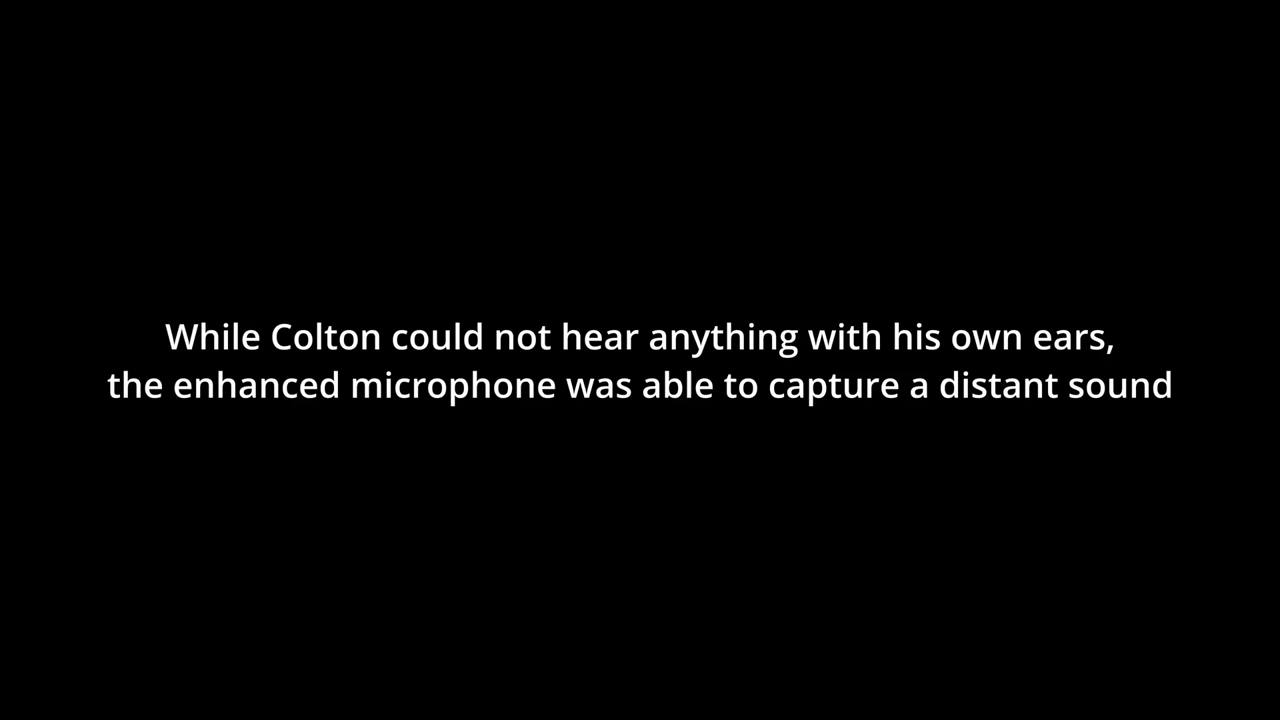 While Colton could not hear anything with his own ears,
the enhanced microphone was able to capture a distant sound